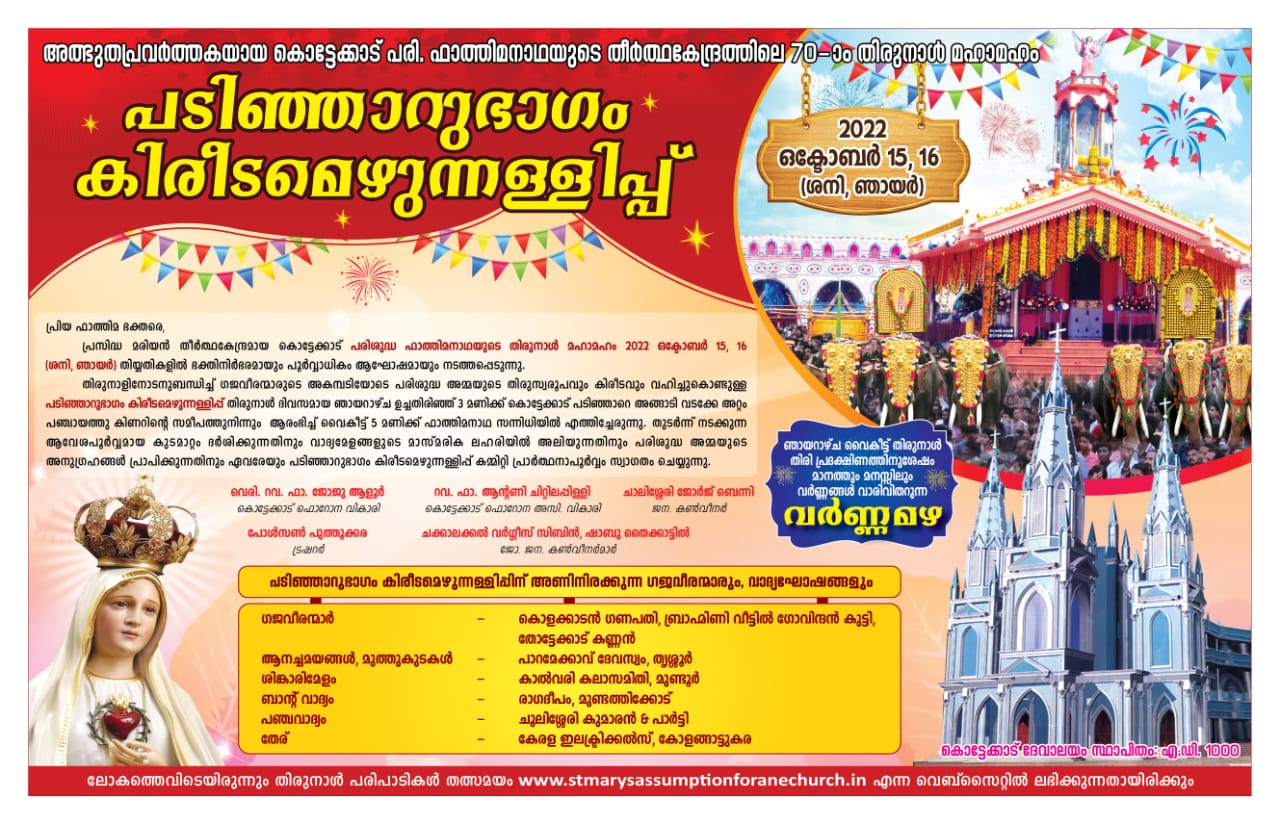 അത്ഭുതപ്രവർത്തകയായ കൊട്ടേക്കാട് പരി. ഫാത്തിമനാഥയുടെ തീർത്ഥകേന്ദ്രത്തിലെ 70-ാം തിരുനാൾ മഹാമഹം
പടിഞ്ഞാറുഭാഗം
കിരീടമെഴുന്നള്ളിപ്പ്
2022
ഒക്ടോബർ 15, 16
(ശനി, ഞായർ)
പ്രിയ ഫാത്തിമ ഭക്തരെ,
പ്രസിദ്ധ മരിയൻ തീർത്ഥകേന്ദ്രമായ കൊട്ടേക്കാട് പരിശുദ്ധ ഫാത്തിമനാഥയുടെ തിരുനാൾ മഹാമഹം 2022 ഒക്ടോബർ 15, 16
(ശനി, ഞായർ) തിയ്യതികളിൽ ഭക്തിനിർഭരമായും പൂർവ്വാധികം ആഘോഷമായും നടത്തപ്പെടുന്നു.
തിരുനാളിനോടനുബന്ധിച്ച് ഗജവീരന്മാരുടെ അകമ്പടിയോടെ പരിശുദ്ധ അമ്മയുടെ തിരുസ്വരൂപവും കിരീടവും വഹിച്ചുകൊണ്ടുള്ള
പടിഞ്ഞാറുഭാഗം കിരീടമെഴുന്നള്ളിപ്പ് തിരുനാൾ ദിവസമായ ഞായറാഴ്ച ഉച്ചതിരിഞ്ഞ് 3 മണിക്ക് കൊട്ടേക്കാട് പടിഞ്ഞാറെ അങ്ങാടി വടക്കേ അറ്റം
പഞ്ചായത്തു കിണറിന്റെ സമീപത്തുനിന്നും ആരംഭിച്ച് വൈകീട്ട് 5 മണിക്ക് ഫാത്തിമനാഥ സന്നിധിയിൽ എത്തിച്ചേരുന്നു. തുടർന്ന് നടക്കുന്ന
ആവേശപൂർവ്വമായ കുടമാറ്റം ദർശിക്കുന്നതിനും വാദ്യമേളങ്ങളുടെ മാസ്മരിക ലഹരിയിൽ അലിയുന്നതിനും പരിശുദ്ധ അമ്മയുടെ
അനുഗ്രഹങ്ങൾ പ്രാപിക്കുന്നതിനും ഏവരേയും പടിഞ്ഞാറുഭാഗം കിരീടമെഴുന്നള്ളിപ്പ് കമ്മിറ്റി പ്രാർത്ഥനാപൂർവ്വം സ്വാഗതം ചെയ്യുന്നു.
വെരി. റവ. ഫാ. ജോജു ആളൂർ
കൊട്ടേക്കാട് ഫൊറോന വികാരി
റവ. ഫാ. ആന്റണി ചിറ്റിലപ്പിള്ളി
കൊട്ടേക്കാട് ഫൊറോന അസി. വികാരി
ചാലിശ്ശേരി ജോർജ് ബെന്നി
ജന. കൺവീനർ
പോൾസൺ പുത്തുക്കര
ട്രഷറർ
ചക്കാലക്കൽ വർഗ്ഗീസ് സിബിൻ, ഷാബു തൈക്കാട്ടിൽ
ജോ. ജന. കൺവീനർമാർ
ഞായറാഴ്ച വൈകീട്ട് തിരുനാൾ
തിരി പ്രദക്ഷിണത്തിനുശേഷം
മാനത്തും മനസ്സിലും
വർണ്ണങ്ങൾ വാരിവിതറുന്ന
വർണ്ണമഴ
പടിഞ്ഞാറുഭാഗം കിരീടമെഴുന്നള്ളിപ്പിന് അണിനിരക്കുന്ന ഗജവീരന്മാരും, വാദ്യഘോഷങ്ങളും
ഗജവീരന്മാർ – കൊളക്കാടൻ ഗണപതി, ബ്രാഹ്മിണി വീട്ടിൽ ഗോവിന്ദൻ കുട്ടി,
തോട്ടേക്കാട് കണ്ണൻ
ആനച്ചമയങ്ങൾ, മുത്തുകുടകൾ – പാറമേക്കാവ് ദേവസ്വം, തൃശ്ശൂർ
ശിങ്കാരിമേളം – കാൽവരി കലാസമിതി, മുണ്ടൂർ
ബാന്റ് വാദ്യം – രാഗദീപം, മുണ്ടത്തിക്കോട്
പഞ്ചവാദ്യം – ചൂലിശ്ശേരി കുമാരൻ & പാർട്ടി
തേര് – കേരള ഇലക്ട്രിക്കൽസ്, കോളങ്ങാട്ടുകര
കൊട്ടേക്കാട് ദേവാലയം സ്ഥാപിതം: എ.ഡി. 1000
ലോകത്തെവിടെയിരുന്നും തിരുനാൾ പരിപാടികൾ തത്സമയം www.stmarysassumptionforanechurch.in എന്ന വെബ്സൈറ്റിൽ ലഭിക്കുന്നതായിരിക്കും